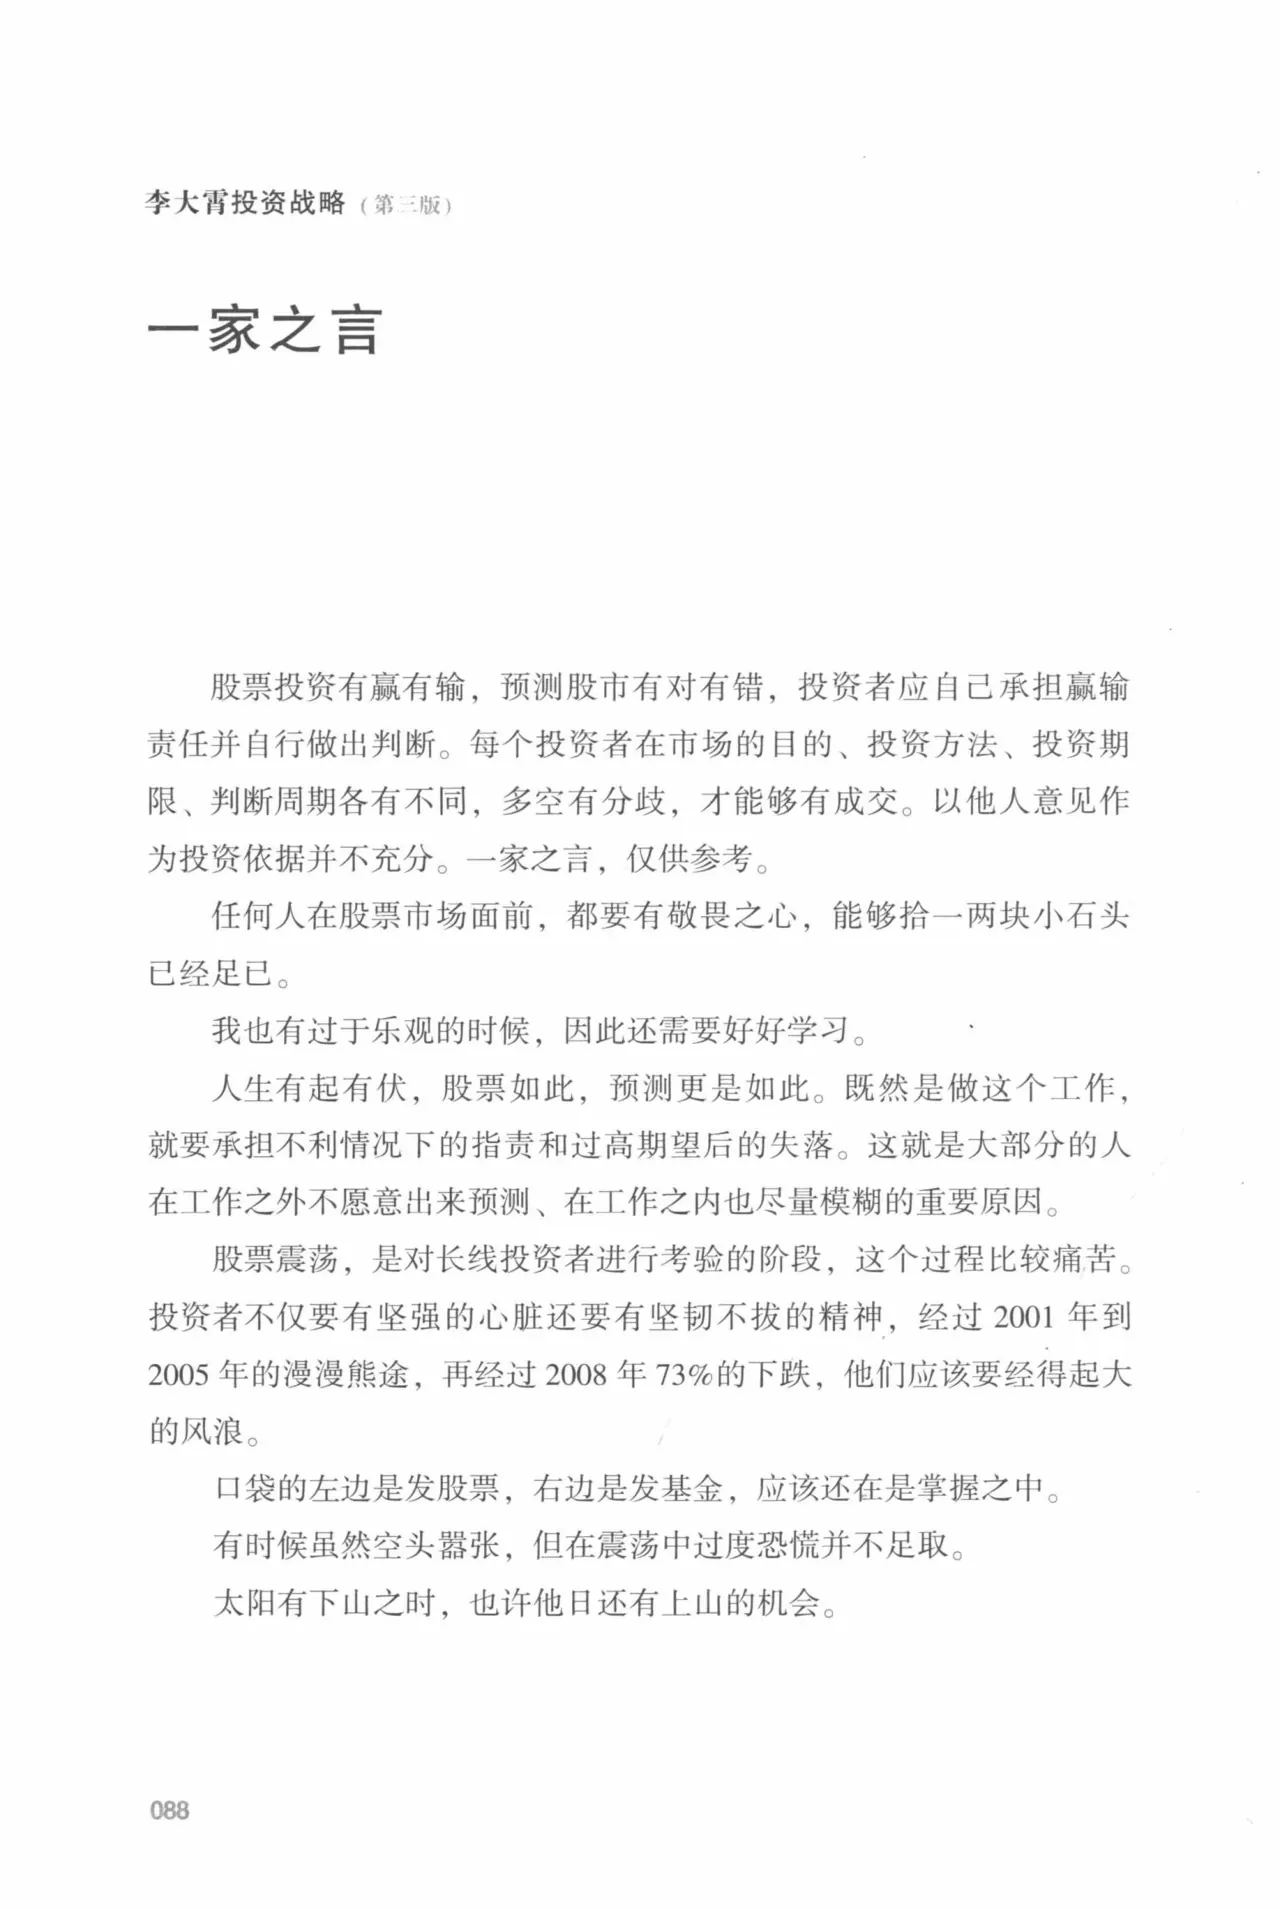 李大霄投资战略（第三版）
一家之言
股票投资有赢有输，预测股市有对有错，投资者应自己承担赢输
责任并自行做出判断。每个投资者在市场的目的、投资方法、投资期
限、判断周期各有不同，多空有分歧，才能够有成交。以他人意见作
为投资依据并不充分。一家之言，仅供参考。
任何人在股票市场面前，都要有敬畏之心，能够拾一两块小石头
已经足已。
我也有过于乐观的时候，因此还需要好好学习。
人生有起有伏，股票如此，预测更是如此。既然是做这个工作，
就要承担不利情况下的指责和过高期望后的失落。这就是大部分的人
在工作之外不愿意出来预测、在工作之内也尽量模糊的重要原因。
股票震荡，是对长线投资者进行考验的阶段，这个过程比较痛苦。
投资者不仅要有坚强的心脏还要有坚韧不拔的精神，经过 2001 年到
2005 年的漫漫熊途，再经过 2008 年 73%的下跌，他们应该要经得起大
的风浪。
口袋的左边是发股票，右边是发基金，应该还在是掌握之中。
有时候虽然空头嚣张，但在震荡中过度恐慌并不足取。
太阳有下山之时，也许他日还有上山的机会。
088